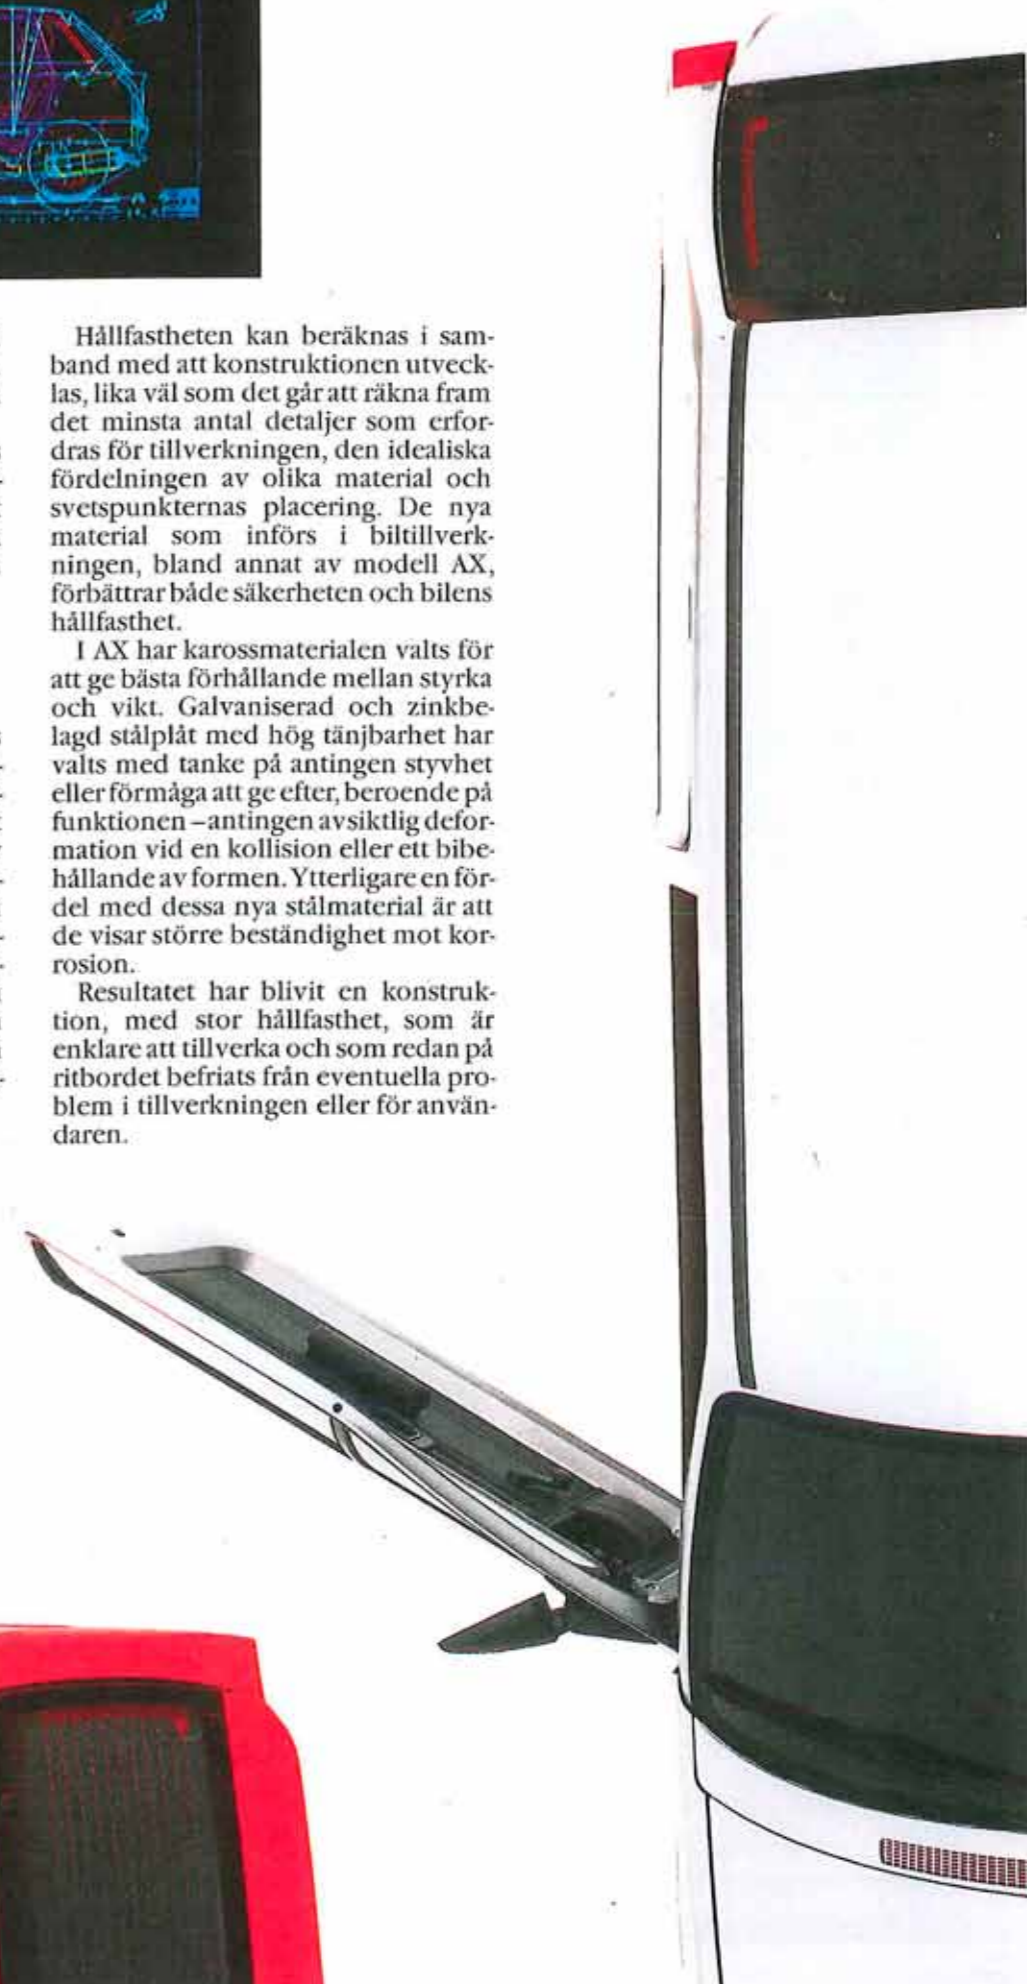 Hållfastheten kan beräknas i sam-
band med att konstruktionen utveck-
las, lika väl som det går att räkna fram
det minsta antal detaljer som erfor-
dras för tillverkningen, den idealiska
fördelningen av olika material och
svetspunkternas placering. De nya
material som införs i biltillverk-
ningen, bland annat av modell AX,
förbättrar både säkerheten och bilens
hållfasthet.
I AX har karossmaterialen valts för
att ge bästa förhållande mellan styrka
och vikt. Galvaniserad och zinkbe-
lagd stålplåt med hög tänjbarhet har
valts med tanke på antingen styvhet
eller förmåga att ge efter, beroende på
funktionen – antingen avsiktlig defor-
mation vid en kollision eller ett bibe-
hållande av formen. Ytterligare en för-
del med dessa nya stålmaterial är att
de visar större beständighet mot kor-
rosion.
Resultatet har blivit en konstruk-
tion, med stor hållfasthet, som är
enklare att tillverka och som redan på
ritbordet befriats från eventuella pro-
blem i tillverkningen eller för använ-
daren.